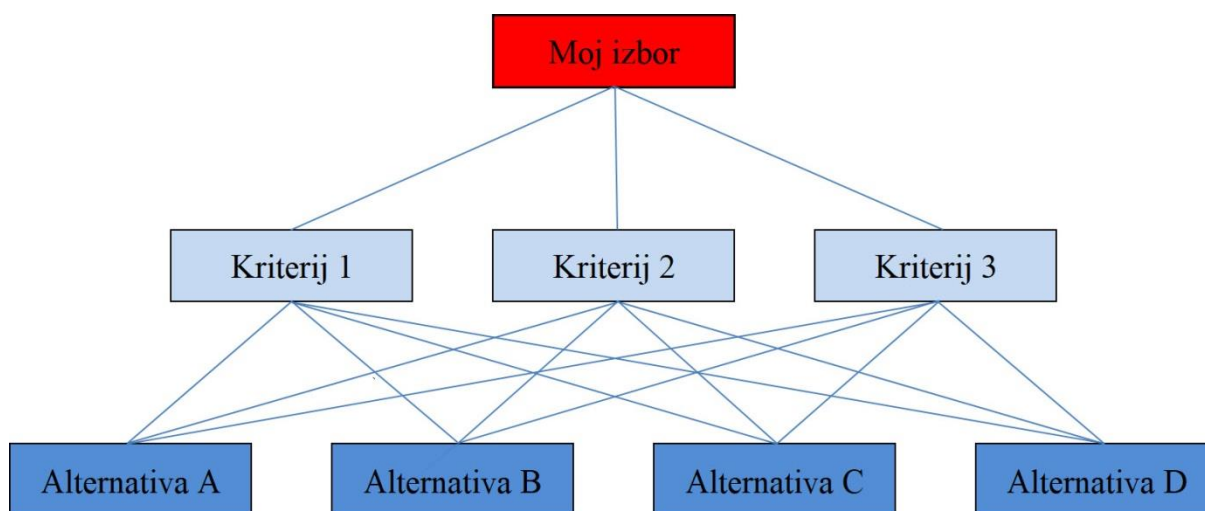 Moj izbor
Kriterij 1
Kriterij 2
Kriterij 3
Alternativa A
Alternativa B
Alternativa C
Alternativa D